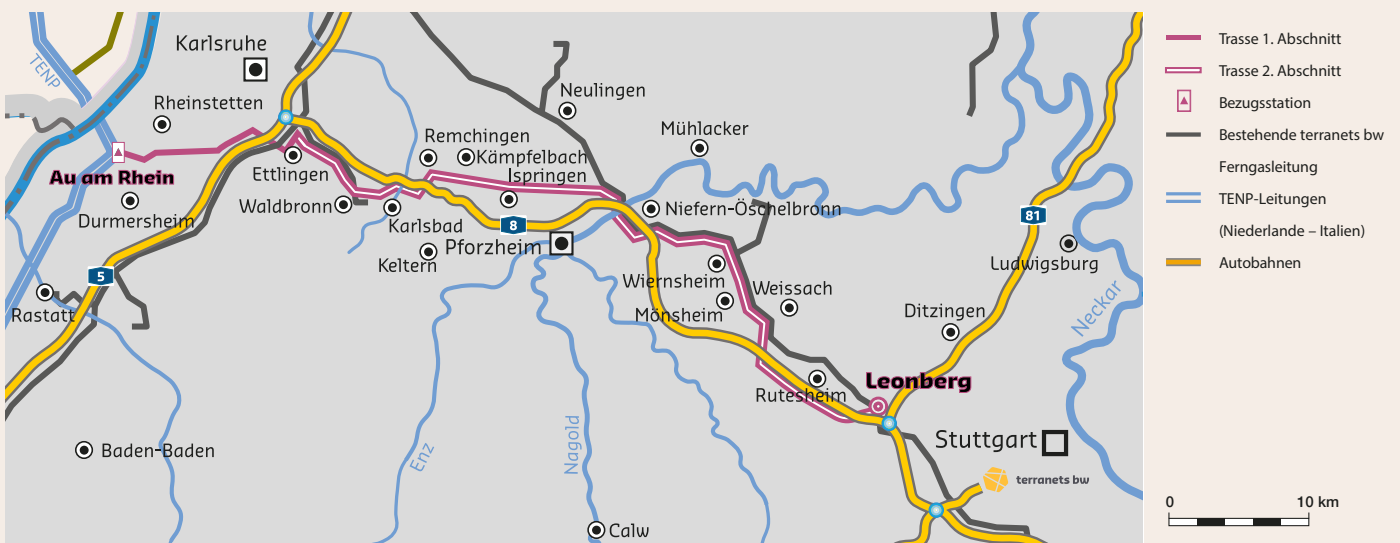 TENP
Karlsruhe
Rheinstetten
Neulingen
Mühlacker
Remchingen
Kämpfelbach
Ispringen
Au am Rhein
Ettlingen
Durmersheim
Waldbronn
Karlsbad
8
Niefern-Öschelbronn
81
Pforzheim
Keltern
Ludwigsburg
5
Wiernsheim
Weissach
Rastatt
Mönsheim
Ditzingen
Neckar
Rutesheim
Leonberg
Baden-Baden
Enz
Nagold
Stuttgart
terranets bw
Calw
Trasse 1. Abschnitt
Trasse 2. Abschnitt
Bezugsstation
Bestehende terranets bw
Ferngasleitung
TENP-Leitungen
(Niederlande – Italien)
Autobahnen
0 10 km